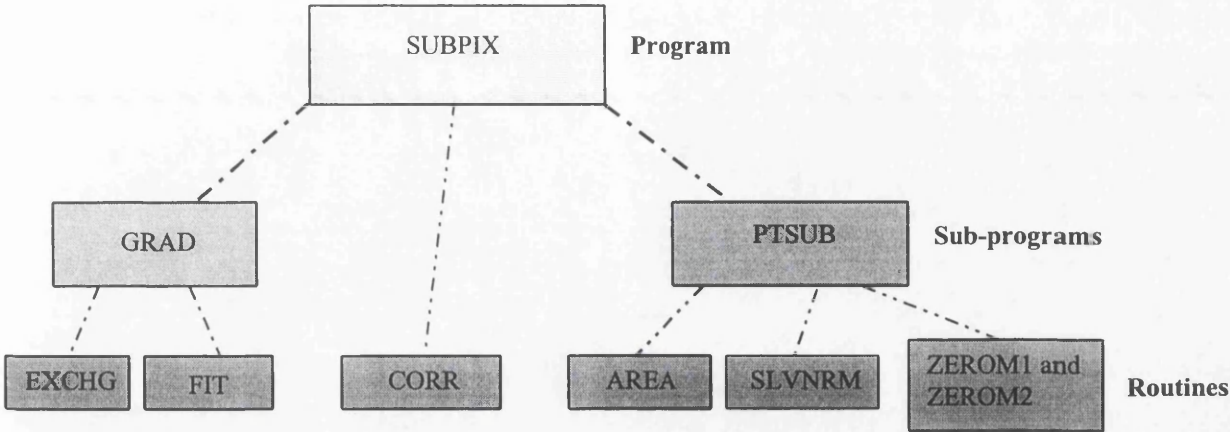 SUBPIX
Program
GRAD
PTSUB
Sub-programs
EXCHG
FIT
CORR
AREA
SLVNRM
ZEROM1 and
ZEROM2
Routines